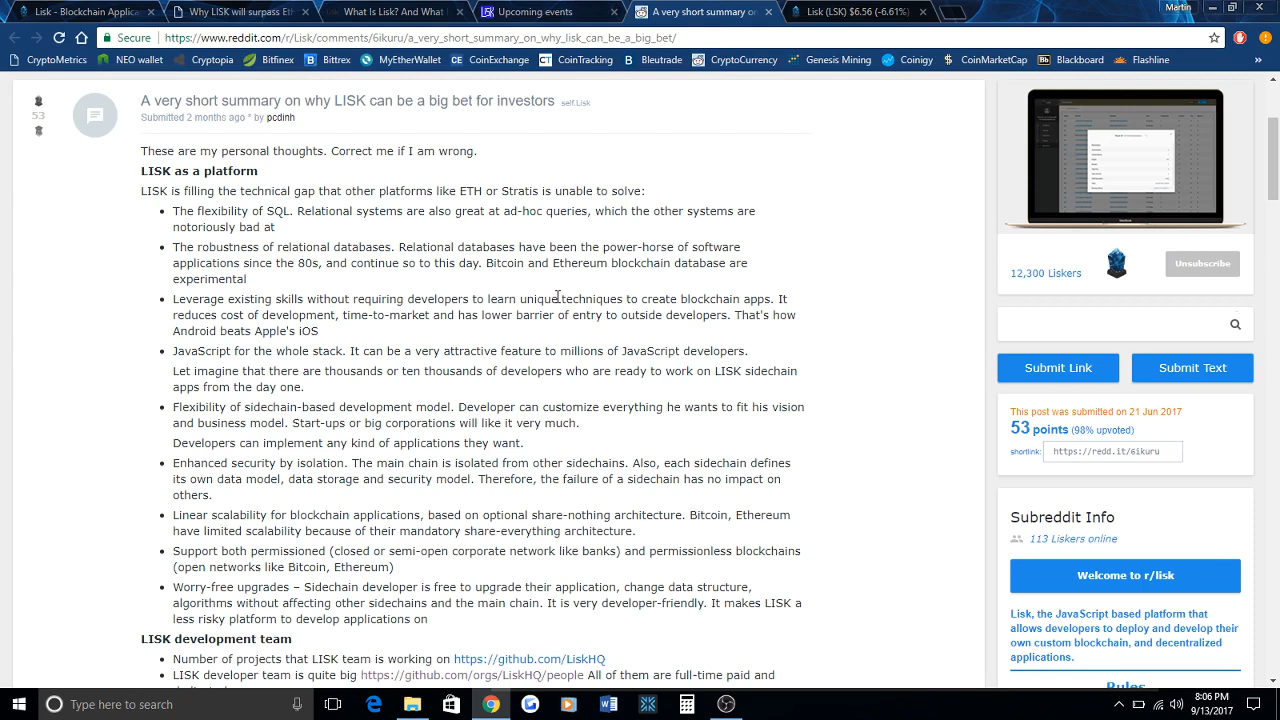 Lisk - Blockchain Applic
Why LISK will surpass Et
What Is Lisk? And What
Upcoming events
A very short summary on
Lisk (LSK) $6.56 (-6.61%)
Martin
Secure
https://www.reddit.com/r/Lisk/comments/6ikuru/a_very_short_summary_on_why_lisk_can_be_a_big_bet/
CryptoMetrics
NEO wallet
Cryptopia
Bitfinex
Bittrex
MyEtherWallet
CoinExchange
CoinTracking
Bleutrade
CryptoCurrency
Genesis Mining
Coinigy
CoinMarketCap
Blackboard
Flashline
»
53
A very short summary on why LISK can be a big bet for investors self.Lisk
Submitted 2 months ago * by pcdinh
These are my personal thoughts. Correct me if I am wrong.
LISK as a platform
LISK is filling the technical gap that other platforms like ETH or Stratis is unable to solve:
• The flexibility of SQL. Relational systems are also great at ad-hoc queries, which the other systems are
notoriously bad at
• The robustness of relational databases. Relational databases have been the power-horse of software
applications since the 80s, and continue so to this day. Bitcoin and Ethereum blockchain database are
experimental
• Leverage existing skills without requiring developers to learn unique techniques to create blockchain apps. It
reduces cost of development, time-to-market and has lower barrier of entry to outside developers. That's how
Android beats Apple's iOS
• JavaScript for the whole stack. It can be a very attractive feature to millions of JavaScript developers.
Let imagine that there are thousands or ten thousands of developers who are ready to work on LISK sidechain
apps from the day one.
• Flexibility of sidechain-based development model. Developer can customize everything he wants to fit his vision
and business model. Start-ups or big corporations will like it very much.
Developers can implement any kind of applications they want.
• Enhanced security by isolation. The main chain is isolated from other sidechains. Also, each sidechain defines
its own data model, data storage and security model. Therefore, the failure of a sidechain has no impact on
others.
• Linear scalability for blockchain applications, based on optional share-nothing architecture. Bitcoin, Ethereum
have limited scalability because of their mandatory share-everything architecture.
• Support both permissioned (closed or semi-open corporate network like banks) and permissionless blockchains
(open networks like Bitcoin, Ethereum)
• Worry-free upgrades – Sidechain developer is free to upgrade their application, change data structure,
algorithms without affecting other sidechains and the main chain. It is very developer-friendly. It makes LISK a
less risky platform to develop applications on
LISK development team
• Number of projects that LISK team is working on https://github.com/LiskHQ
• LISK developer team is quite big https://github.com/orgs/LiskHQ/people All of them are full-time paid and
12,300 Liskers
Unsubscribe
Submit Link
Submit Text
This post was submitted on 21 Jun 2017
53 points (98% upvoted)
shortlink: https://redd.it/6ikuru
Subreddit Info
113 Liskers online
Welcome to r/lisk
Lisk, the JavaScript based platform that
allows developers to deploy and develop their
own custom blockchain, and decentralized
applications.
Rules
Type here to search
8:06 PM
9/13/2017